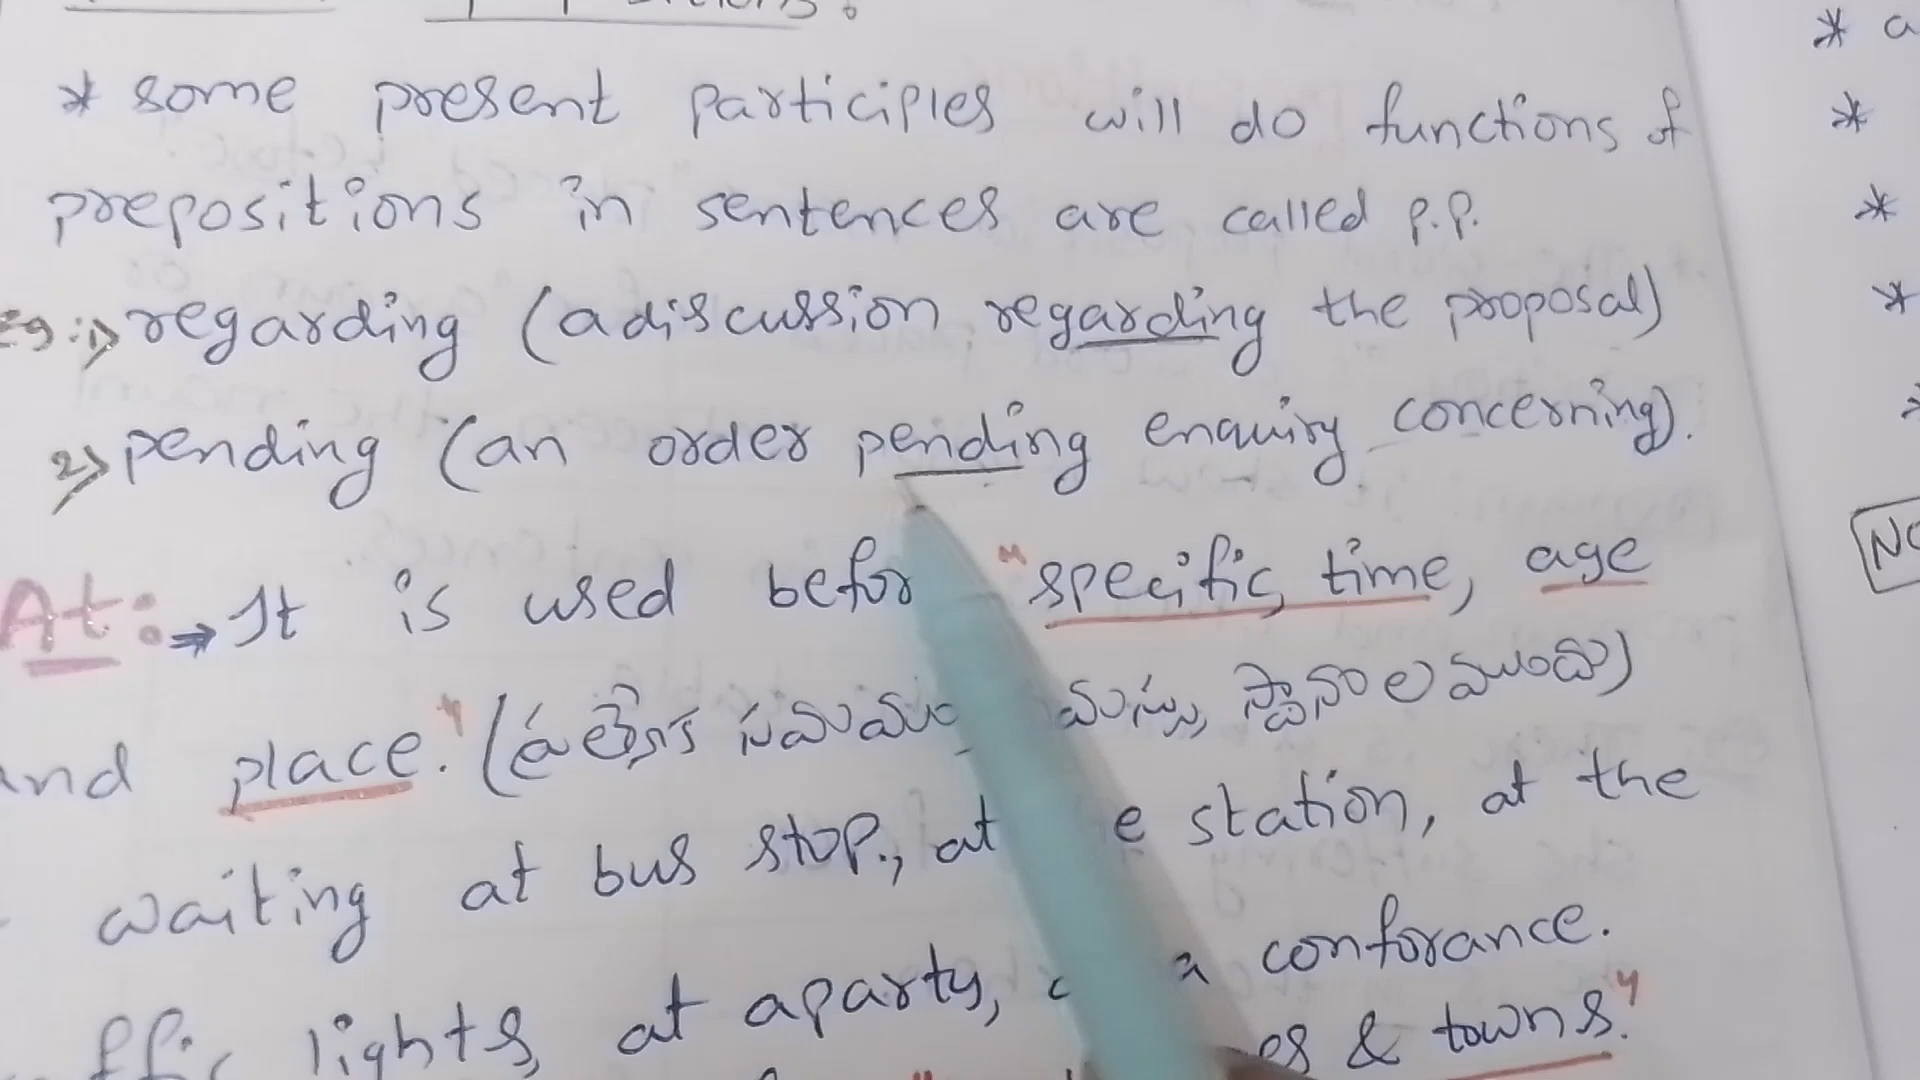 * some present participles will do functions of
prepositions in sentences are called p.p.
Eg:1) regarding (a discussion regarding the proposal)
2) pending (an order pending enquiry concerning).
At:→ It is used befor "specific, time, age
and place." ( స్థానాల ముందు)
waiting at bus stop., at e station, at the
lights, at a party, a conforance.
es & towns."
* a
*
*
*